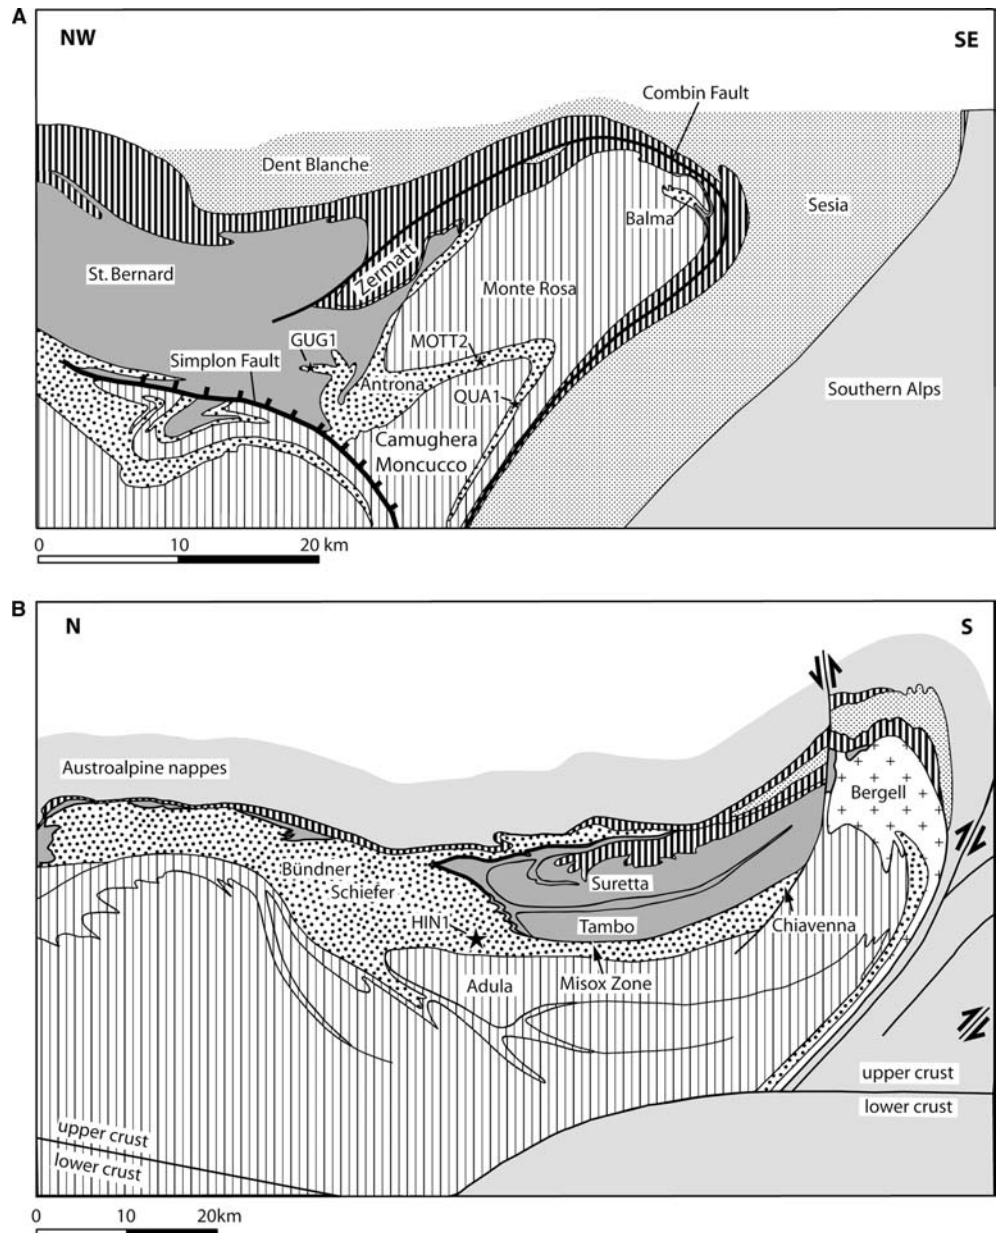 A
NW
SE
Combin Fault
Dent Blanche
Sesia
Balma
St. Bernard
Zermatt
Monte Rosa
GUG1
MOTT2
Simplon Fault
Antrona
QUA1
Southern Alps
Camughera
Moncucco
0 10 20 km
B
N
S
Austroalpine nappes
Bergell
Bündner
Schiefer
Suretta
HIN1
Tambo
Chiavenna
Adula
Misox Zone
upper crust
lower crust
upper crust
lower crust
0 10 20km